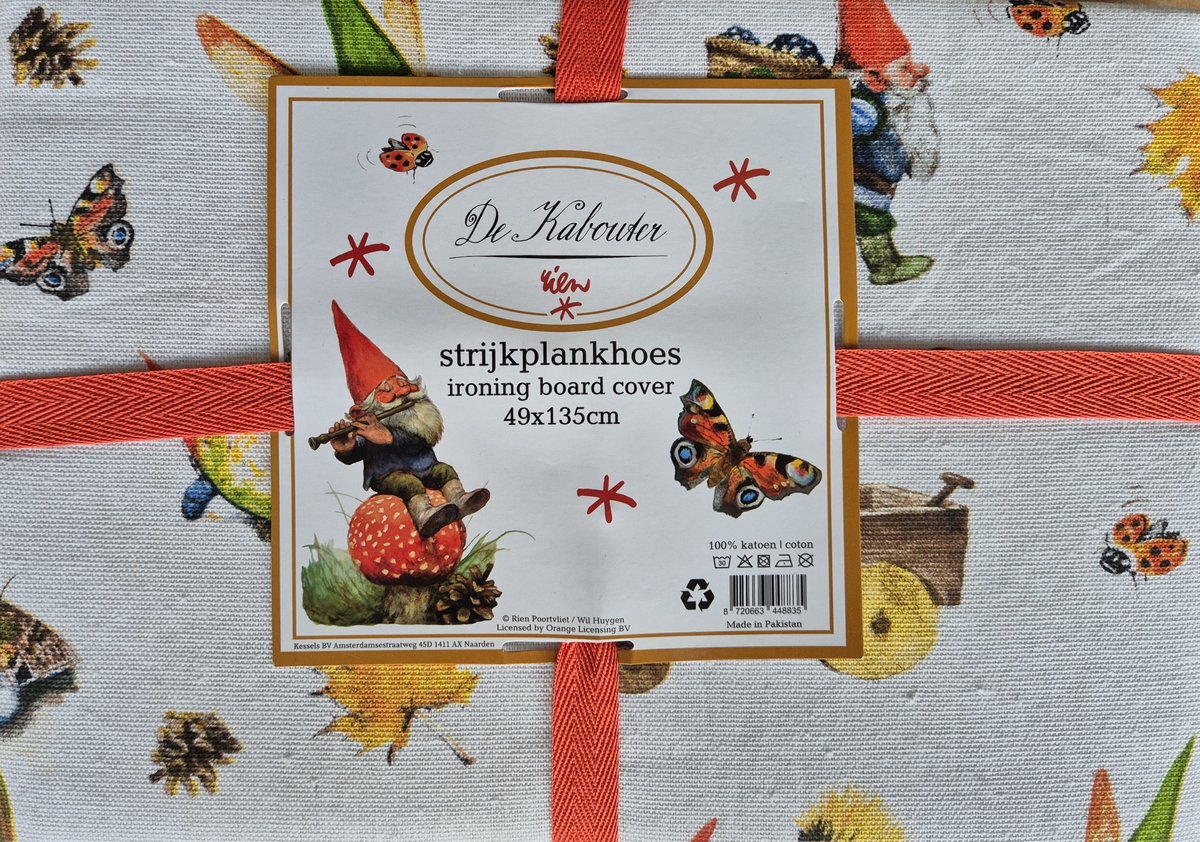 De Kabouter
Rien
strijkplankhoes
ironing board cover
49x135cm
100% katoen | coton
30
8 720663 448835
Made in Pakistan
© Rien Poortvliet / Wil Huygen
Licensed by Orange Licensing BV
Kessels BV Amsterdamsestraatweg 45D 1411 AX Naarden